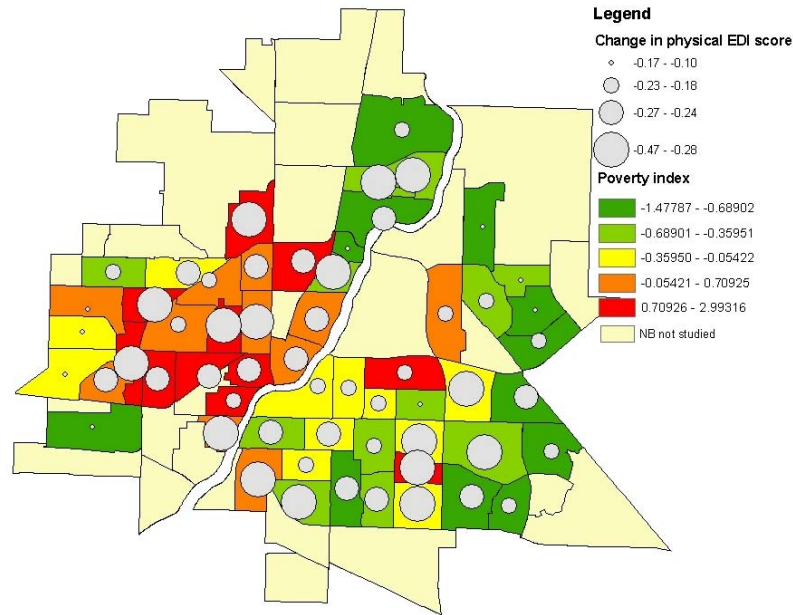 Legend
Change in physical EDI score
-0.17 - -0.10
-0.23 - -0.18
-0.27 - -0.24
-0.47 - -0.28
Poverty index
-1.47787 - -0.68902
-0.68901 - -0.35951
-0.35950 - -0.05422
-0.05421 - 0.70925
0.70926 - 2.99316
NB not studied